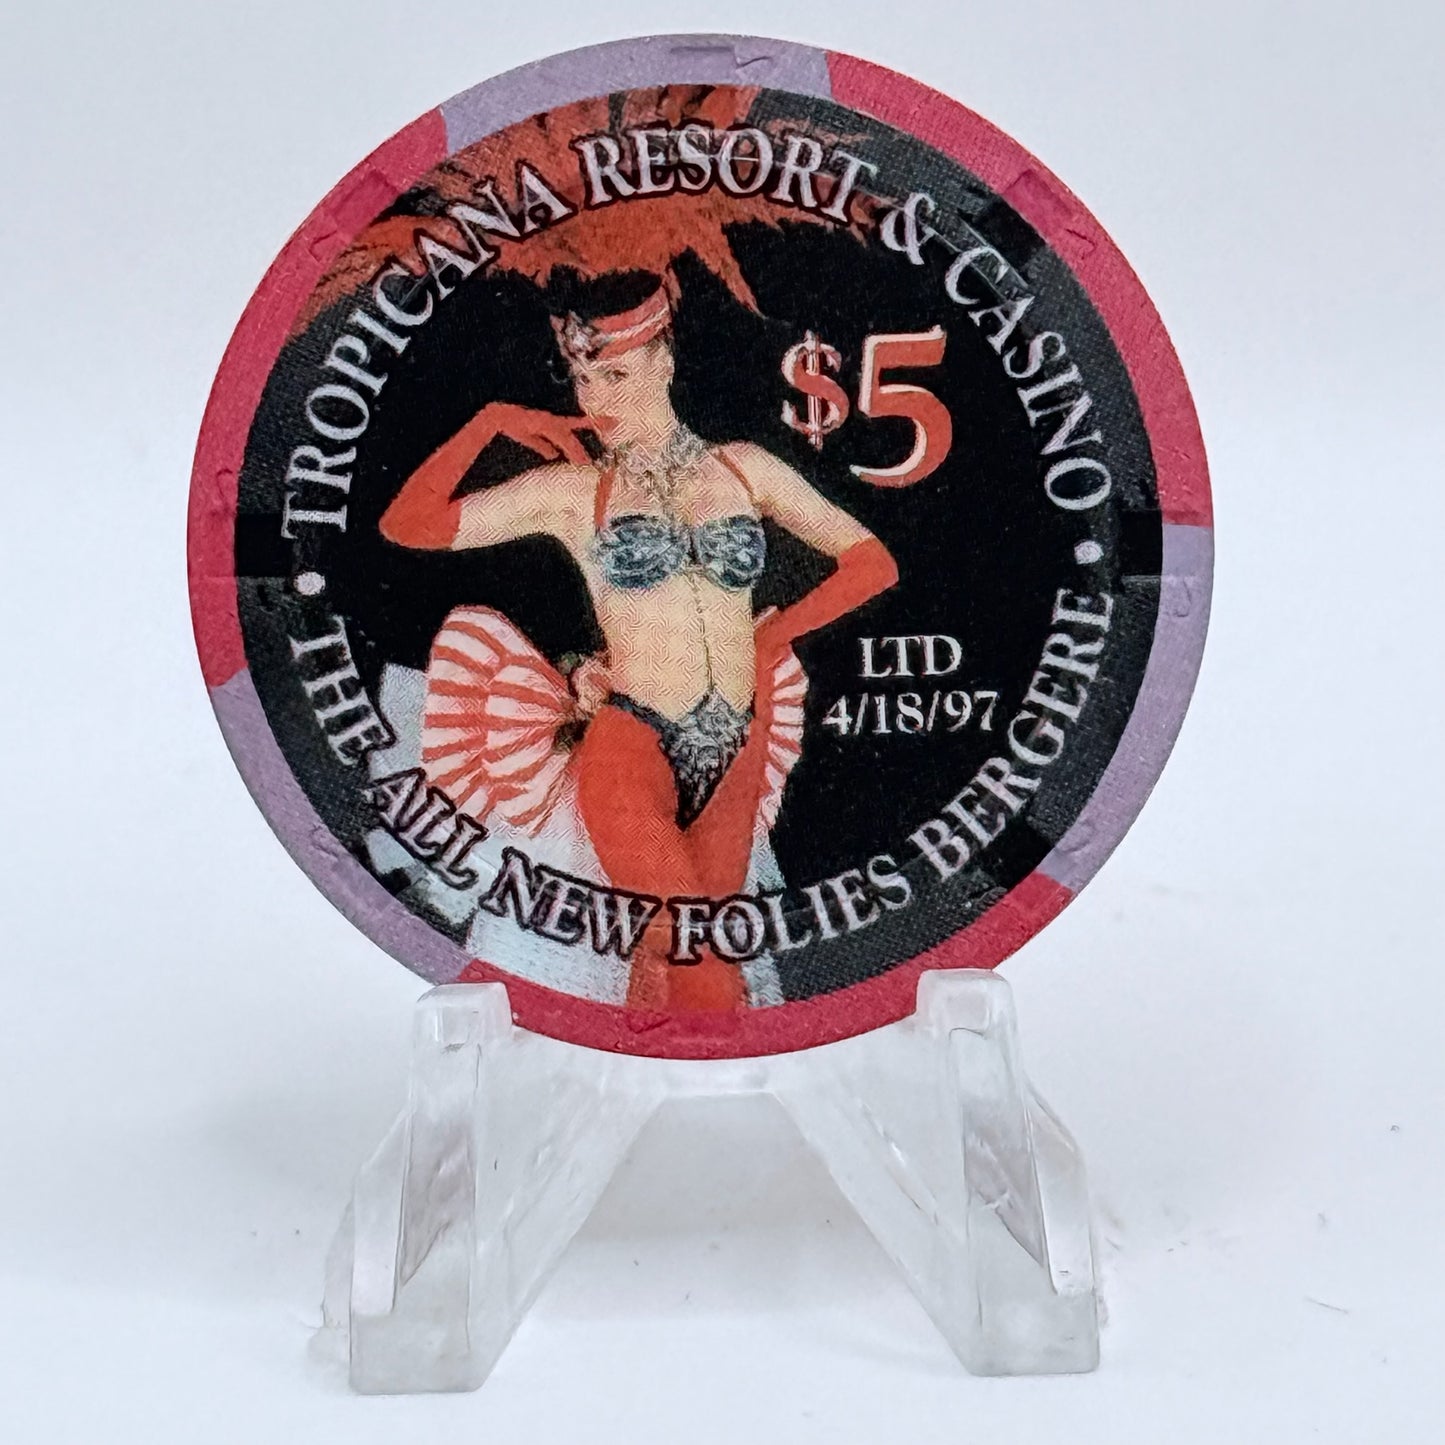 • TROPICANA RESORT & CASINO •
$5
LTD
4/18/97
THE ALL NEW FOLIES BERGERE